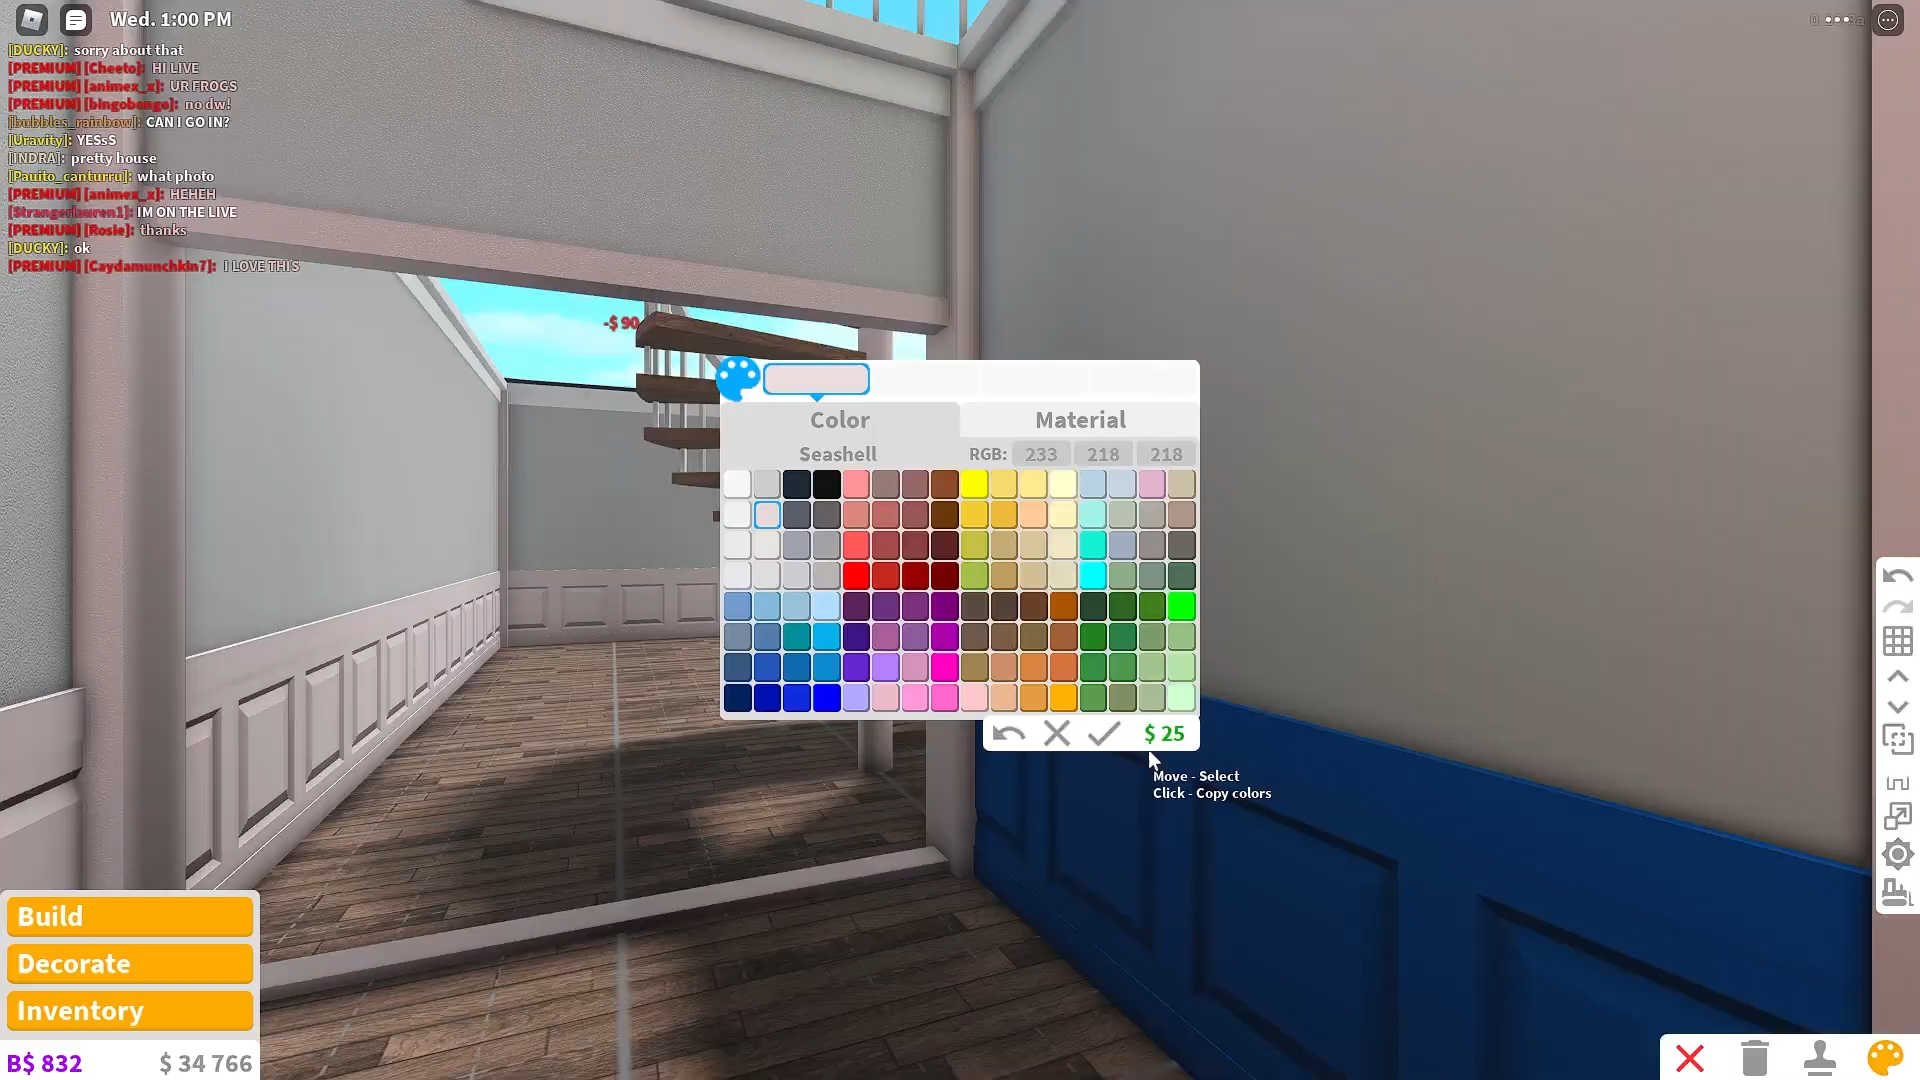 Wed. 1:00 PM
[DUCKY]: sorry about that
[PREMIUM] [Cheeto]: HI LIVE
[PREMIUM] [animex_x]: UR FROGS
[PREMIUM] [bingobongo]: no dw!
[bubbles_rainbow]: CAN I GO IN?
[Uravity]: YESsS
[INDRA]: pretty house
[Pauito_canturru]: what photo
[PREMIUM] [animex_x]: HEHEH
[Strangerlauren1]: IM ON THE LIVE
[PREMIUM] [Rosie]: thanks
[DUCKY]: ok
[PREMIUM] [Caydamunchkin7]: I LOVE THIS
-$ 90
Color
Material
Seashell
RGB: 233 218 218
$ 25
Move - Select
Click - Copy colors
Build
Decorate
Inventory
B$ 832
$ 34 766